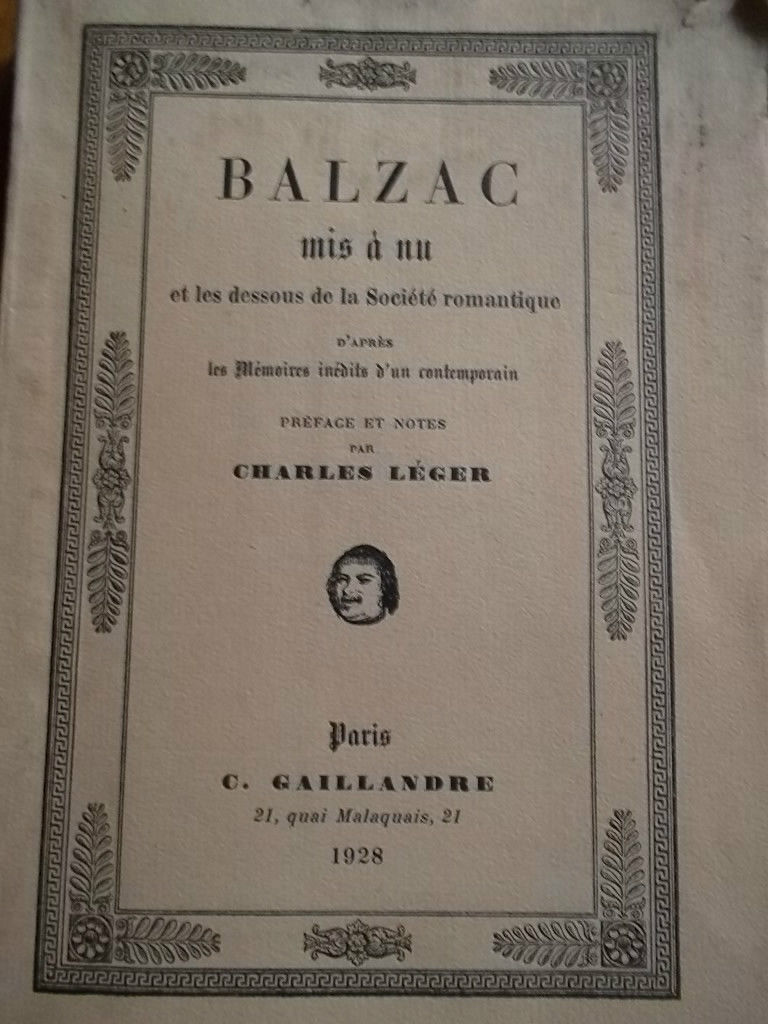 BALZAC
mis à nu
et les dessous de la Société romantique
D'APRÈS
les Mémoires inédits d'un contemporain
PRÉFACE ET NOTES
PAR
CHARLES LÉGER
Paris
C. GAILLANDRE
21, quai Malaquais, 21
1928